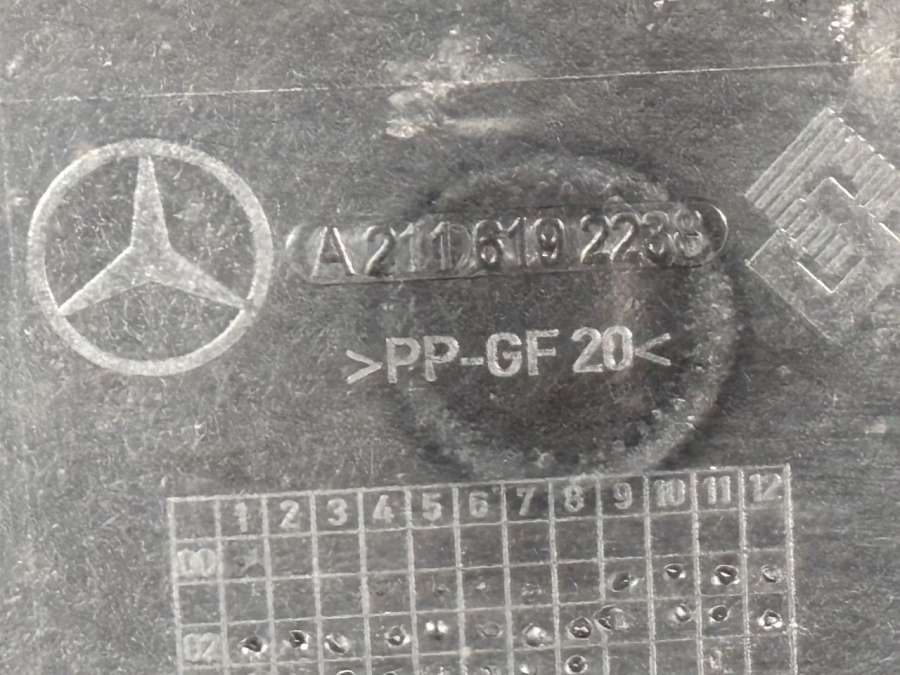 A 211 619 2238
>PP-GF 20<
1 2 3 4 5 6 7 8 9 10 11 12
00
02